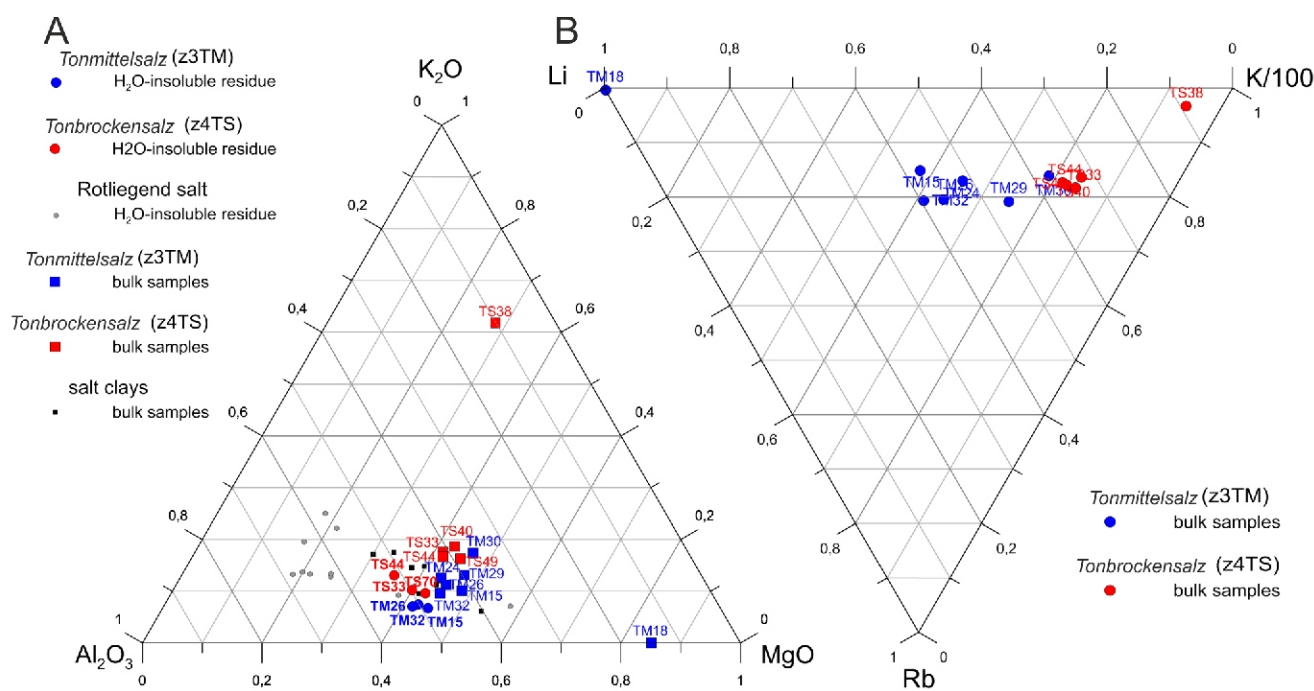 A
Tonmittelsalz (z3TM)
H₂O-insoluble residue
Tonbrockensalz (z4TS)
H2O-insoluble residue
Rotliegend salt
H₂O-insoluble residue
Tonmittelsalz (z3TM)
bulk samples
Tonbrockensalz (z4TS)
bulk samples
salt clays
bulk samples
K₂O
0 1
0,2 0,8
TS38
0,4 0,6
0,6 0,4
0,8 0,2
TS40
TS33 TM30
TS44 TS49
TS44 TM24 TM29
TS33 TS70 TM26
TM26 TM32 TM15
TM32 TM15
TM18
1 0
Al₂O₃ MgO
0 0,2 0,4 0,6 0,8 1
B
1 0,8 0,6 0,4 0,2 0
Li K/100
TM18
0 1
TS38
TS44
TM15 TS33
TM24 TM29
TM32
0,2 0,8
0,4 0,6
0,6 0,4
0,8 0,2
1 0
Rb
Tonmittelsalz (z3TM)
bulk samples
Tonbrockensalz (z4TS)
bulk samples